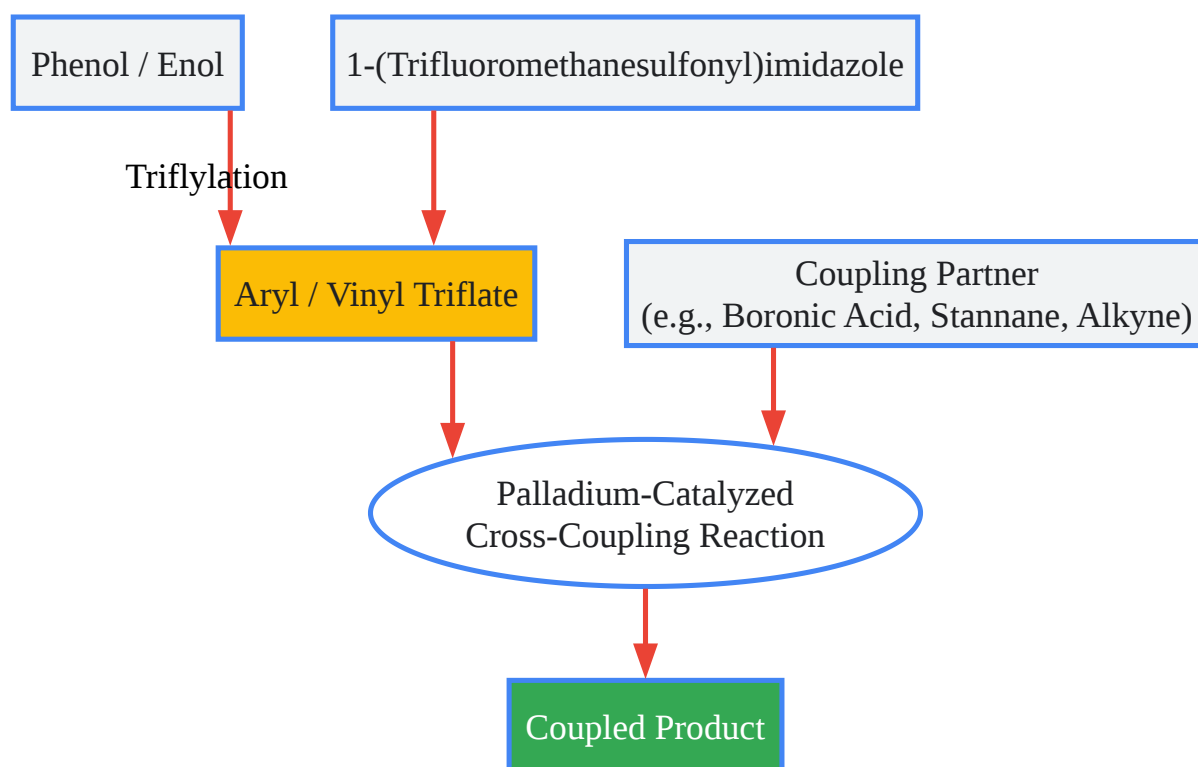 Phenol / Enol
1-(Trifluoromethanesulfonyl)imidazole
Triflylation
Aryl / Vinyl Triflate
Coupling Partner
(e.g., Boronic Acid, Stannane, Alkyne)
Palladium-Catalyzed
Cross-Coupling Reaction
Coupled Product